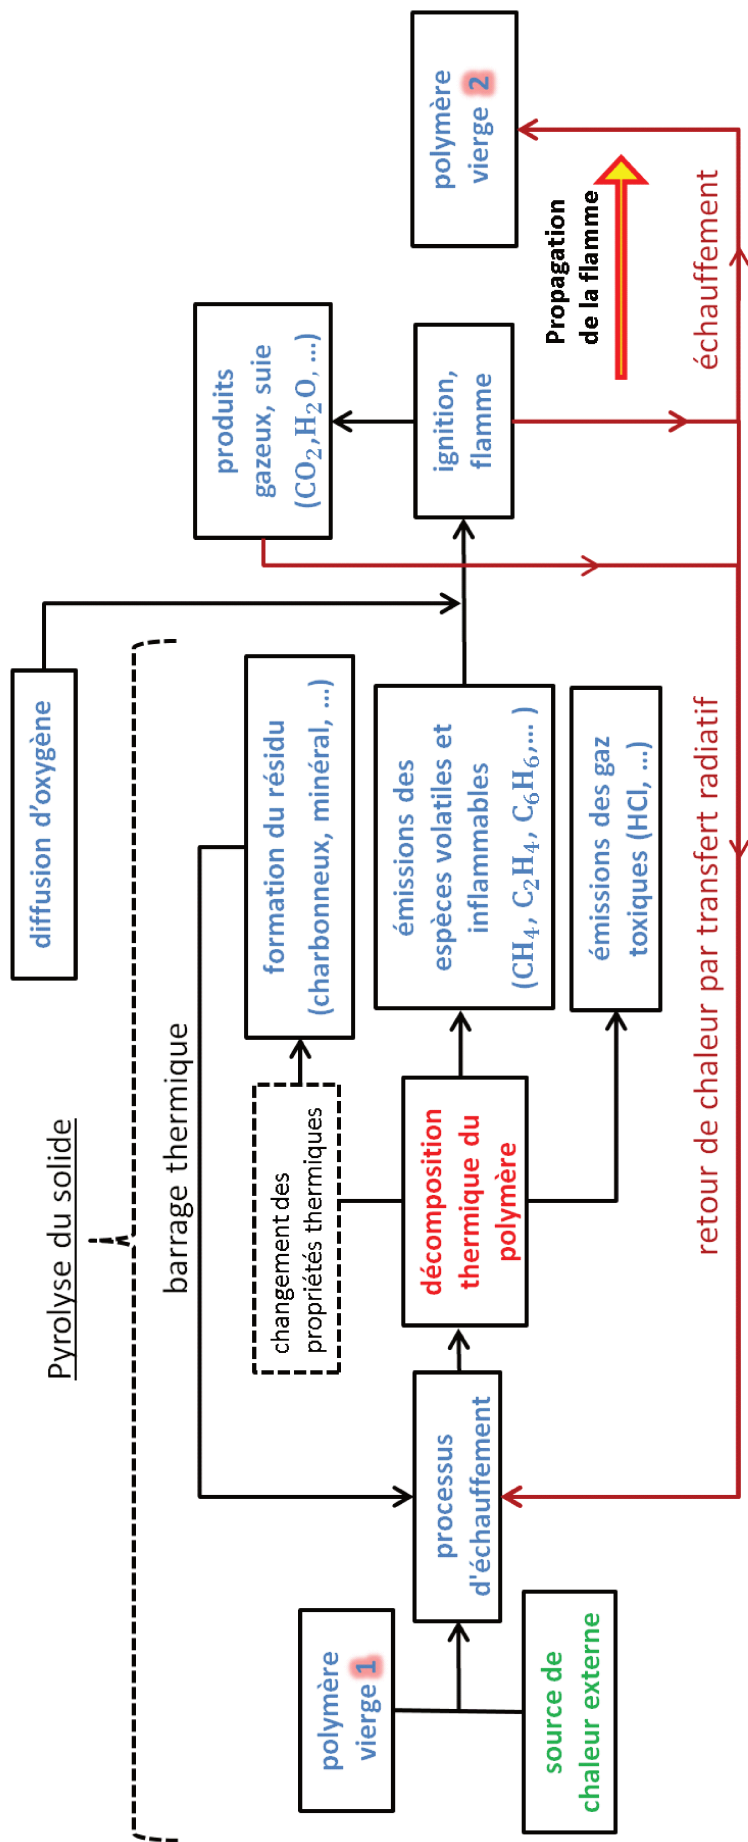 Pyrolyse du solide
diffusion d'oxygène
barrage thermique
polymère
vierge 1
source de
chaleur externe
processus
d'échauffement
changement des
propriétés thermiques
décomposition
thermique du
polymère
formation du résidu
(charbonneux, minéral, ...)
émissions des
espèces volatiles et
inflammables
(CH₄, C₂H₄, C₆H₆,...)
émissions des gaz
toxiques (HCl, ...)
produits
gazeux, suie
(CO₂,H₂O, ...)
ignition,
flamme
polymère
vierge 2
Propagation
de la flamme
retour de chaleur par transfert radiatif
échauffement